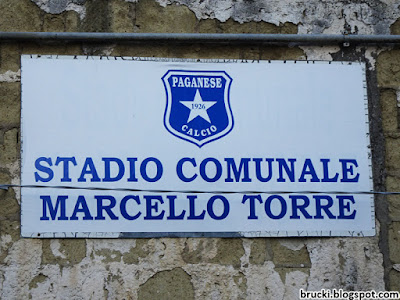 PAGANESE
1926
CALCIO
STADIO COMUNALE
MARCELLO TORRE
brucki.blogspot.com